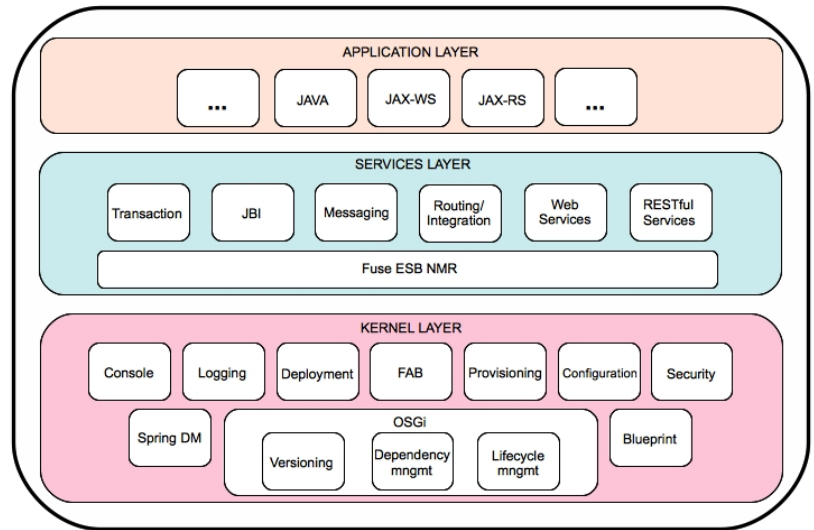 APPLICATION LAYER
...
JAVA
JAX-WS
JAX-RS
...
SERVICES LAYER
Transaction
JBI
Messaging
Routing/
Integration
Web
Services
RESTful
Services
Fuse ESB NMR
KERNEL LAYER
Console
Logging
Deployment
FAB
Provisioning
Configuration
Security
Spring DM
OSGi
Versioning
Dependency
mngmt
Lifecycle
mngmt
Blueprint